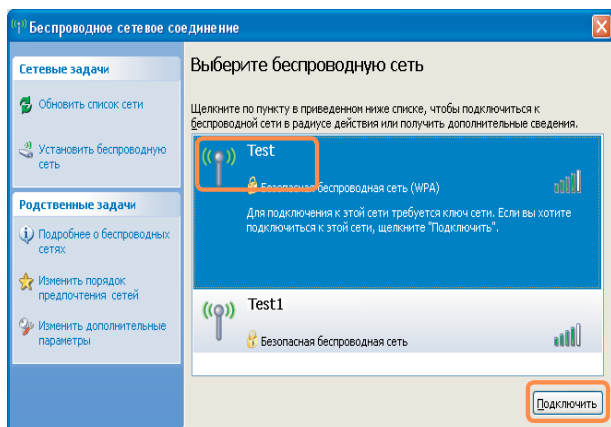 Беспроводное сетевое соединение
Сетевые задачи
Обновить список сети
Установить беспроводную
сеть
Родственные задачи
Подробнее о беспроводных
сетях
Изменить порядок
предпочтения сетей
Изменить дополнительные
параметры
Выберите беспроводную сеть
Щелкните по пункту в приведенном ниже списке, чтобы подключиться к
беспроводной сети в радиусе действия или получить дополнительные сведения.
Test
Безопасная беспроводная сеть (WPA)
Для подключения к этой сети требуется ключ сети. Если вы хотите
подключиться к этой сети, щелкните "Подключить".
Test1
Безопасная беспроводная сеть
Подключить